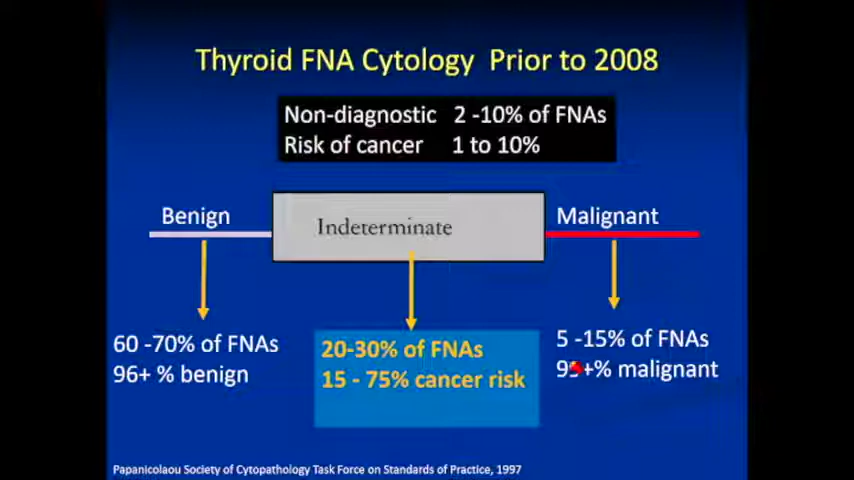 Thyroid FNA Cytology Prior to 2008
Non-diagnostic 2 -10% of FNAs
Risk of cancer 1 to 10%
Benign
Indeterminate
Malignant
60 -70% of FNAs
96+ % benign
20-30% of FNAs
15 - 75% cancer risk
5 -15% of FNAs
malignant
Papanicolaou Society of Cytopathology Task Force on Standards of Practice, 1997